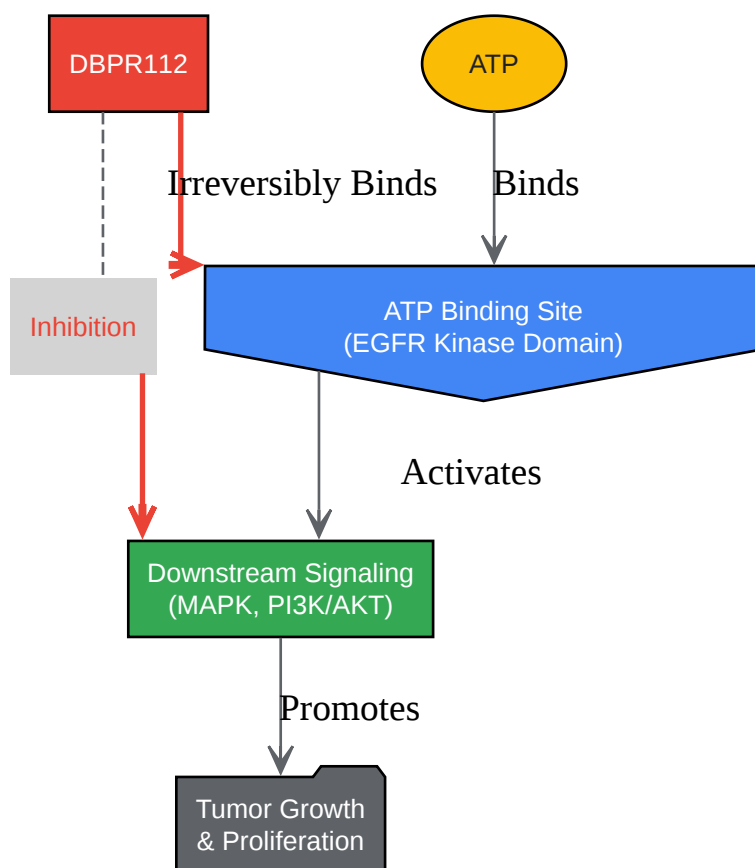 DBPR112
ATP
Irreversibly Binds
Binds
Inhibition
ATP Binding Site
(EGFR Kinase Domain)
Activates
Downstream Signaling
(MAPK, PI3K/AKT)
Promotes
Tumor Growth
& Proliferation